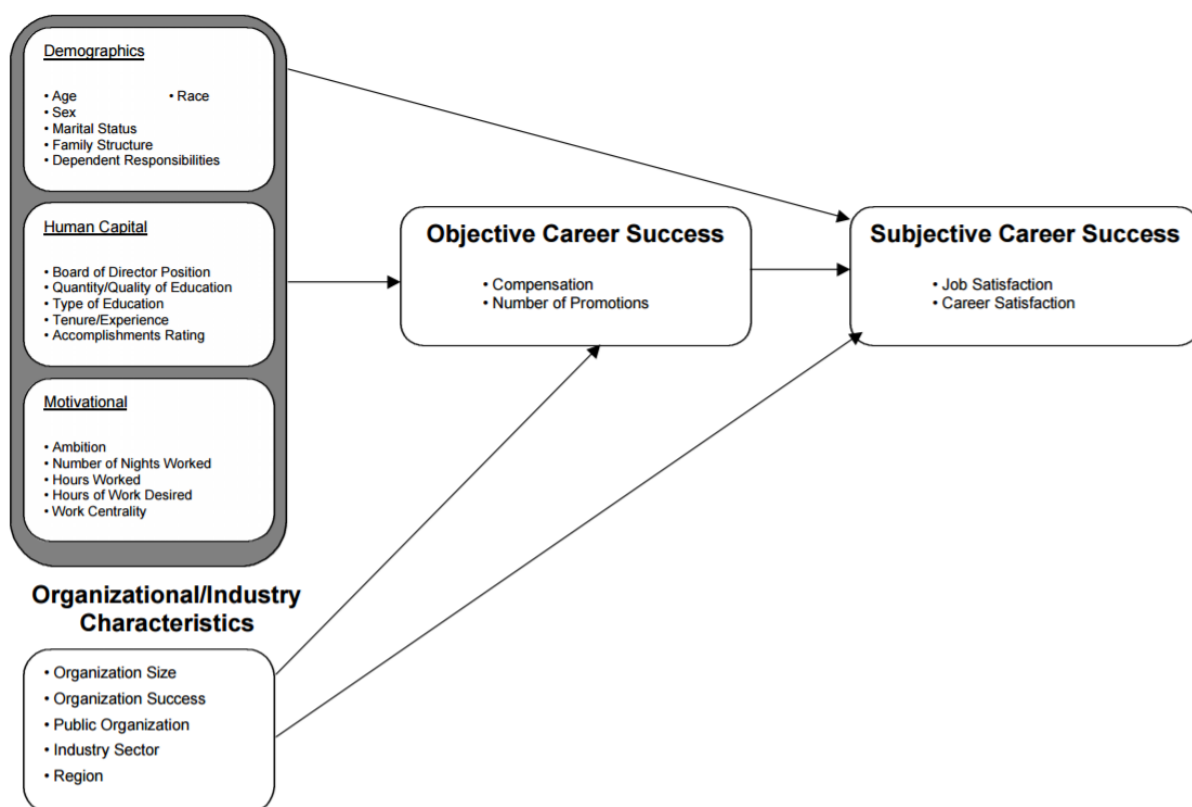 Demographics
• Age • Race
• Sex
• Marital Status
• Family Structure
• Dependent Responsibilities
Human Capital
• Board of Director Position
• Quantity/Quality of Education
• Type of Education
• Tenure/Experience
• Accomplishments Rating
Motivational
• Ambition
• Number of Nights Worked
• Hours Worked
• Hours of Work Desired
• Work Centrality
Organizational/Industry
Characteristics
• Organization Size
• Organization Success
• Public Organization
• Industry Sector
• Region
Objective Career Success
• Compensation
• Number of Promotions
Subjective Career Success
• Job Satisfaction
• Career Satisfaction